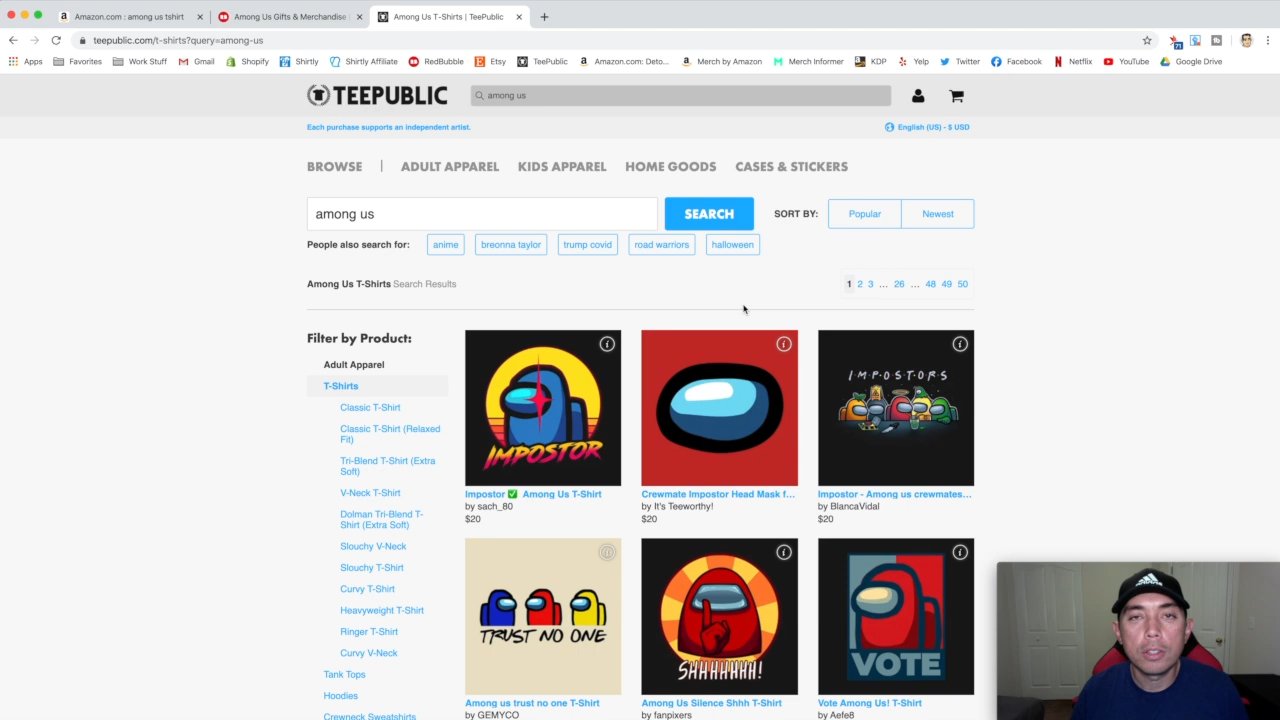 Amazon.com : among us tshirt
Among Us Gifts & Merchandise
Among Us T-Shirts | TeePublic
teepublic.com/t-shirts?query=among-us
71
Apps
Favorites
Work Stuff
Gmail
Shopify
Shirtly
Shirtly Affiliate
RedBubble
Etsy
TeePublic
Amazon.com: Deto...
Merch by Amazon
Merch Informer
KDP
Yelp
Twitter
Facebook
Netflix
YouTube
Google Drive
TEEPUBLIC
among us
Each purchase supports an independent artist.
English (US) - $ USD
BROWSE | ADULT APPAREL KIDS APPAREL HOME GOODS CASES & STICKERS
among us
SEARCH
SORT BY:
Popular
Newest
People also search for:
anime
breonna taylor
trump covid
road warriors
halloween
Among Us T-Shirts Search Results
1 2 3 ... 26 ... 48 49 50
Filter by Product:
Adult Apparel
T-Shirts
Classic T-Shirt
Classic T-Shirt (Relaxed
Fit)
Tri-Blend T-Shirt (Extra
Soft)
V-Neck T-Shirt
Dolman Tri-Blend T-
Shirt (Extra Soft)
Slouchy V-Neck
Slouchy T-Shirt
Curvy T-Shirt
Heavyweight T-Shirt
Ringer T-Shirt
Curvy V-Neck
Tank Tops
Hoodies
Crewneck Sweatshirts
IMPOSTOR
Impostor ✅ Among Us T-Shirt
by sach_80
$20
Crewmate Impostor Head Mask f...
by It's Teeworthy!
$20
I·M·P·O·S·T·O·R·S
Impostor - Among us crewmates...
by BlancaVidal
$20
TRUST NO ONE
Among us trust no one T-Shirt
by GEMYCO
SHHHHHHH!
Among Us Silence Shhh T-Shirt
by fanpixers
VOTE
Vote Among Us! T-Shirt
by Aefe8
adidas